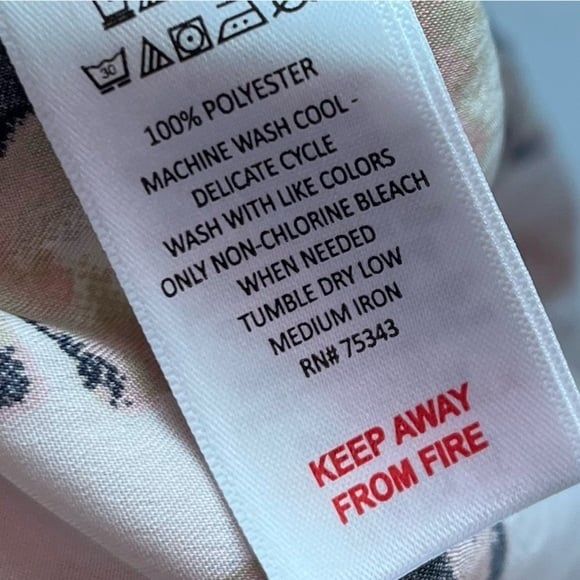 30
100% POLYESTER
MACHINE WASH COOL -
DELICATE CYCLE
WASH WITH LIKE COLORS
ONLY NON-CHLORINE BLEACH
WHEN NEEDED
TUMBLE DRY LOW
MEDIUM IRON
RN# 75343
KEEP AWAY
FROM FIRE